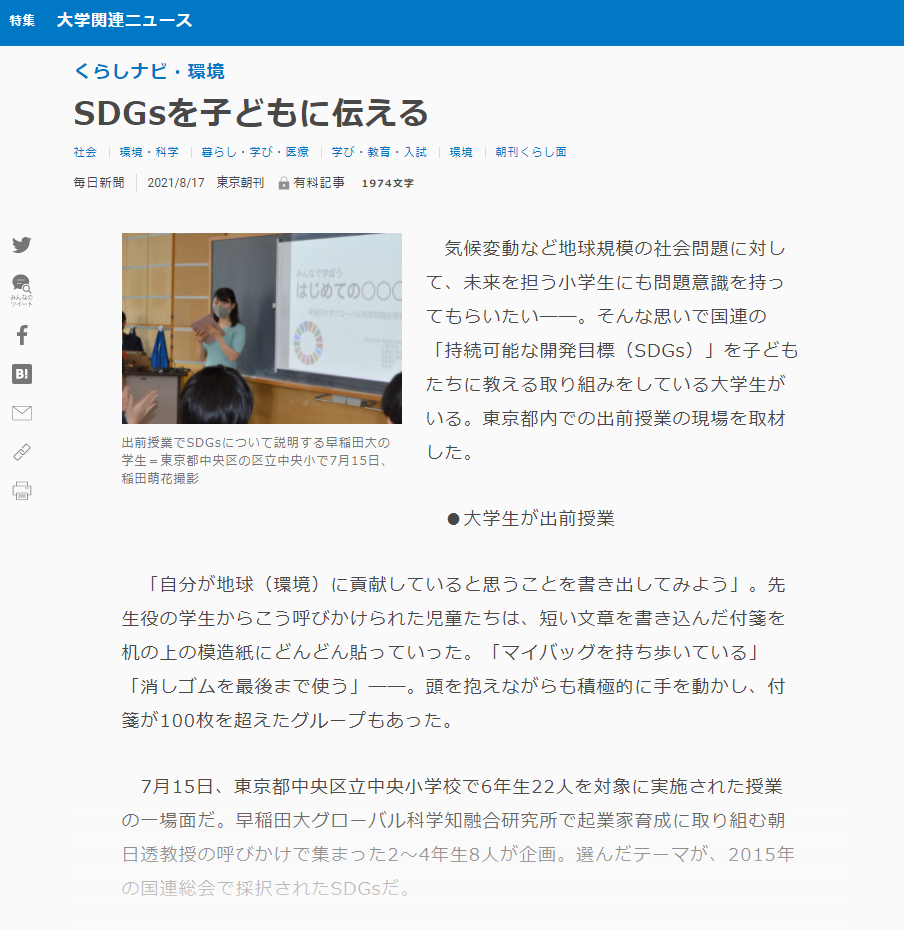 特集 大学関連ニュース
くらしナビ・環境
SDGsを子どもに伝える
社会 環境・科学 暮らし・学び・医療 学び・教育・入試 環境 朝刊くらし面
毎日新聞 2021/8/17 東京朝刊 有料記事 1974文字
みんなの
ツイート
B!
みんなで学ぼう
はじめての〇〇〇
早稲田大グローバル科学知融合研究
出前授業でSDGsについて説明する早稲田大の
学生＝東京都中央区の区立中央小で7月15日、
稲田萌花撮影
気候変動など地球規模の社会問題に対し
て、未来を担う小学生にも問題意識を持っ
てもらいたい――。そんな思いで国連の
「持続可能な開発目標（SDGs）」を子ども
たちに教える取り組みをしている大学生が
いる。東京都内での出前授業の現場を取材
した。
●大学生が出前授業
「自分が地球（環境）に貢献していると思うことを書き出してみよう」。先
生役の学生からこう呼びかけられた児童たちは、短い文章を書き込んだ付箋を
机の上の模造紙にどんどん貼っていった。「マイバッグを持ち歩いている」
「消しゴムを最後まで使う」――。頭を抱えながらも積極的に手を動かし、付
箋が100枚を超えたグループもあった。
7月15日、東京都中央区立中央小学校で6年生22人を対象に実施された授業
の一場面だ。早稲田大グローバル科学知融合研究所で起業家育成に取り組む朝
日透教授の呼びかけで集まった2〜4年生8人が企画。選んだテーマが、2015年
の国連総会で採択されたSDGsだ。